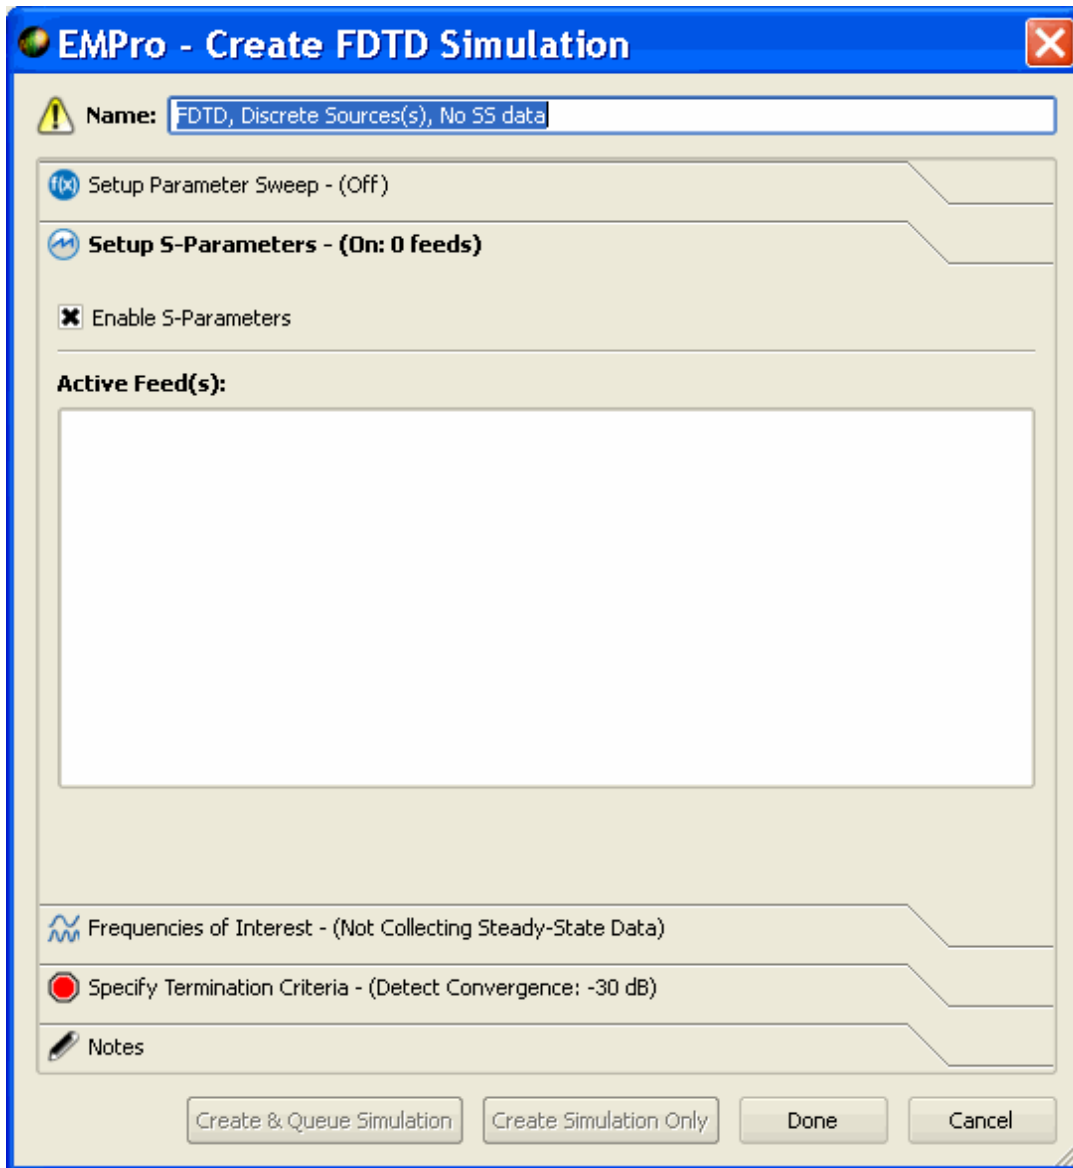 EMPro - Create FDTD Simulation
Name: FDTD, Discrete Sources(s), No SS data
f(x) Setup Parameter Sweep - (Off)
Setup S-Parameters - (On: 0 feeds)
Enable S-Parameters
Active Feed(s):
Frequencies of Interest - (Not Collecting Steady-State Data)
Specify Termination Criteria - (Detect Convergence: -30 dB)
Notes
Create & Queue Simulation Create Simulation Only Done Cancel